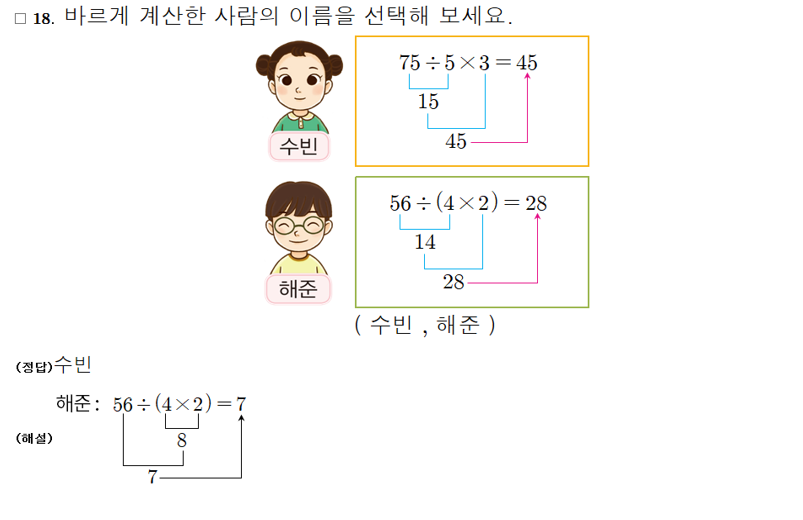 □ 18. 바르게 계산한 사람의 이름을 선택해 보세요.
75÷5×3=45
15
45
수빈
56÷(4×2)=28
14
28
해준
( 수빈 , 해준 )
(정답)수빈
해준: 56÷(4×2)=7
(해설)
8
7